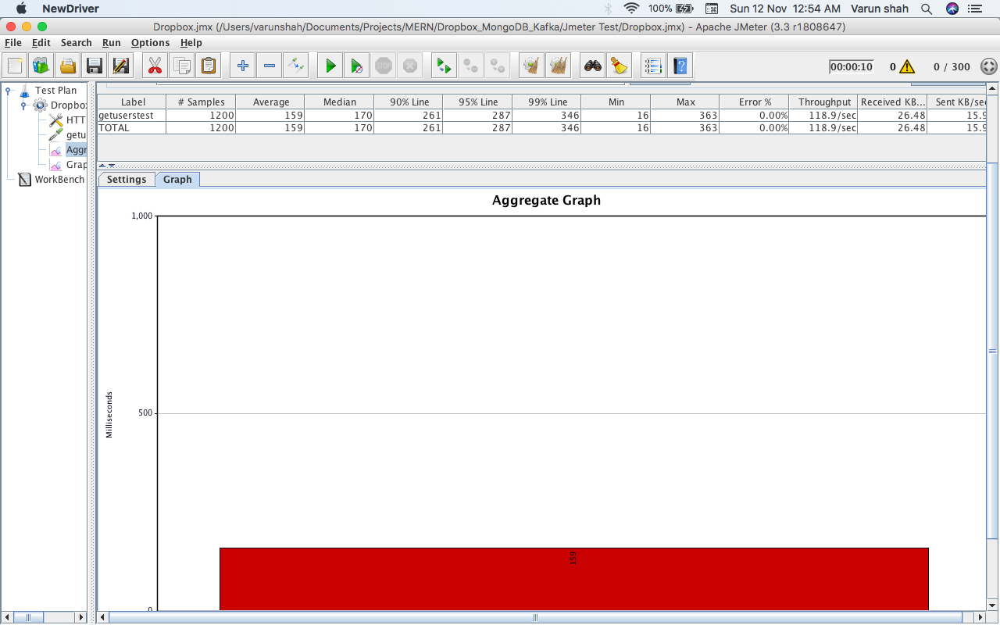 NewDriver 100% Sun 12 Nov 12:54 AM Varun shah
Dropbox.jmx (/Users/varunshah/Documents/Projects/MERN/Dropbox_MongoDB_Kafka/Jmeter Test/Dropbox.jmx) - Apache JMeter (3.3 r1808647)
File Edit Search Run Options Help
STOP ? 00:00:10 0 0 / 300
Test Plan
Dropbo
HTT
getu
Aggr
Grap
WorkBench
Label # Samples Average Median 90% Line 95% Line 99% Line Min Max Error % Throughput Received KB... Sent KB/sec
getuserstest 1200 159 170 261 287 346 16 363 0.00% 118.9/sec 26.48 15.9
TOTAL 1200 159 170 261 287 346 16 363 0.00% 118.9/sec 26.48 15.9
Settings Graph
Aggregate Graph
1,000
Milliseconds
500
159
0